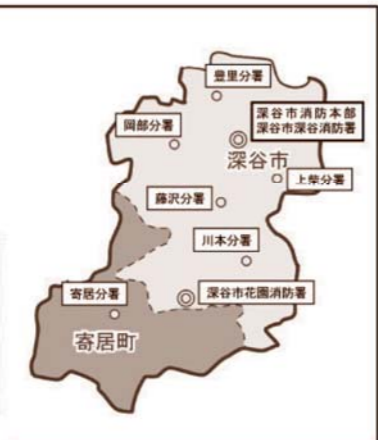 豊里分署
深谷市消防本部
深谷市深谷消防署
岡部分署
深谷市
上柴分署
藤沢分署
川本分署
寄居分署
深谷市花園消防署
寄居町